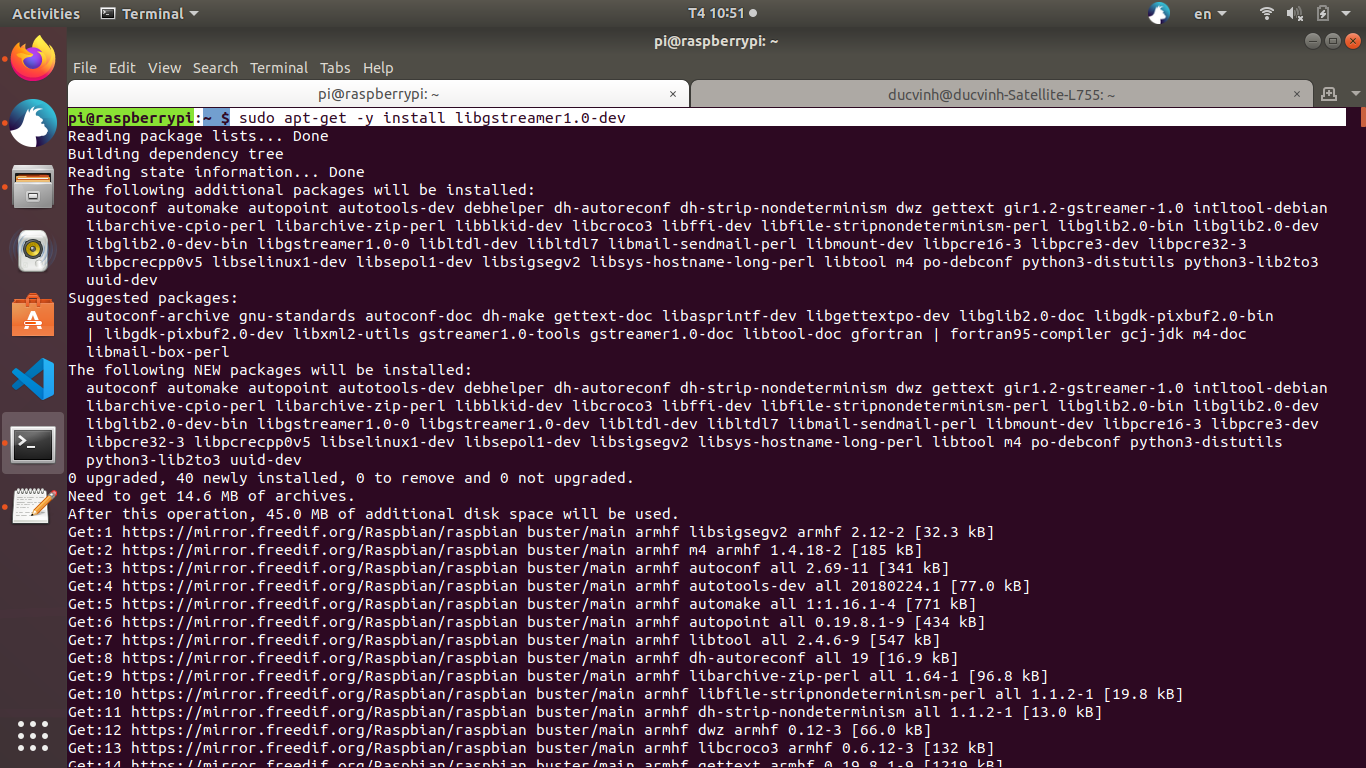 Activities Terminal T4 10:51 en
pi@raspberrypi: ~
File Edit View Search Terminal Tabs Help
pi@raspberrypi: ~ × ducvinh@ducvinh-Satellite-L755: ~ ×
pi@raspberrypi:~ $ sudo apt-get -y install libgstreamer1.0-dev
Reading package lists... Done
Building dependency tree
Reading state information... Done
The following additional packages will be installed:
autoconf automake autopoint autotools-dev debhelper dh-autoreconf dh-strip-nondeterminism dwz gettext gir1.2-gstreamer-1.0 intltool-debian
libarchive-cpio-perl libarchive-zip-perl libblkid-dev libcroco3 libffi-dev libfile-stripnondeterminism-perl libglib2.0-bin libglib2.0-dev
libglib2.0-dev-bin libgstreamer1.0-0 libltdl-dev libltdl7 libmail-sendmail-perl libmount-dev libpcre16-3 libpcre3-dev libpcre32-3
libpcrecpp0v5 libselinux1-dev libsepol1-dev libsigsegv2 libsys-hostname-long-perl libtool m4 po-debconf python3-distutils python3-lib2to3
uuid-dev
Suggested packages:
autoconf-archive gnu-standards autoconf-doc dh-make gettext-doc libasprintf-dev libgettextpo-dev libglib2.0-doc libgdk-pixbuf2.0-bin
| libgdk-pixbuf2.0-dev libxml2-utils gstreamer1.0-tools gstreamer1.0-doc libtool-doc gfortran | fortran95-compiler gcj-jdk m4-doc
libmail-box-perl
The following NEW packages will be installed:
autoconf automake autopoint autotools-dev debhelper dh-autoreconf dh-strip-nondeterminism dwz gettext gir1.2-gstreamer-1.0 intltool-debian
libarchive-cpio-perl libarchive-zip-perl libblkid-dev libcroco3 libffi-dev libfile-stripnondeterminism-perl libglib2.0-bin libglib2.0-dev
libglib2.0-dev-bin libgstreamer1.0-0 libgstreamer1.0-dev libltdl-dev libltdl7 libmail-sendmail-perl libmount-dev libpcre16-3 libpcre3-dev
libpcre32-3 libpcrecpp0v5 libselinux1-dev libsepol1-dev libsigsegv2 libsys-hostname-long-perl libtool m4 po-debconf python3-distutils
python3-lib2to3 uuid-dev
0 upgraded, 40 newly installed, 0 to remove and 0 not upgraded.
Need to get 14.6 MB of archives.
After this operation, 45.0 MB of additional disk space will be used.
Get:1 https://mirror.freedif.org/Raspbian/raspbian buster/main armhf libsigsegv2 armhf 2.12-2 [32.3 kB]
Get:2 https://mirror.freedif.org/Raspbian/raspbian buster/main armhf m4 armhf 1.4.18-2 [185 kB]
Get:3 https://mirror.freedif.org/Raspbian/raspbian buster/main armhf autoconf all 2.69-11 [341 kB]
Get:4 https://mirror.freedif.org/Raspbian/raspbian buster/main armhf autotools-dev all 20180224.1 [77.0 kB]
Get:5 https://mirror.freedif.org/Raspbian/raspbian buster/main armhf automake all 1:1.16.1-4 [771 kB]
Get:6 https://mirror.freedif.org/Raspbian/raspbian buster/main armhf autopoint all 0.19.8.1-9 [434 kB]
Get:7 https://mirror.freedif.org/Raspbian/raspbian buster/main armhf libtool all 2.4.6-9 [547 kB]
Get:8 https://mirror.freedif.org/Raspbian/raspbian buster/main armhf dh-autoreconf all 19 [16.9 kB]
Get:9 https://mirror.freedif.org/Raspbian/raspbian buster/main armhf libarchive-zip-perl all 1.64-1 [96.8 kB]
Get:10 https://mirror.freedif.org/Raspbian/raspbian buster/main armhf libfile-stripnondeterminism-perl all 1.1.2-1 [19.8 kB]
Get:11 https://mirror.freedif.org/Raspbian/raspbian buster/main armhf dh-strip-nondeterminism all 1.1.2-1 [13.0 kB]
Get:12 https://mirror.freedif.org/Raspbian/raspbian buster/main armhf dwz armhf 0.12-3 [66.0 kB]
Get:13 https://mirror.freedif.org/Raspbian/raspbian buster/main armhf libcroco3 armhf 0.6.12-3 [132 kB]
Get:14 https://mirror.freedif.org/Raspbian/raspbian buster/main armhf gettext armhf 0.19.8.1-9 [1219 kB]